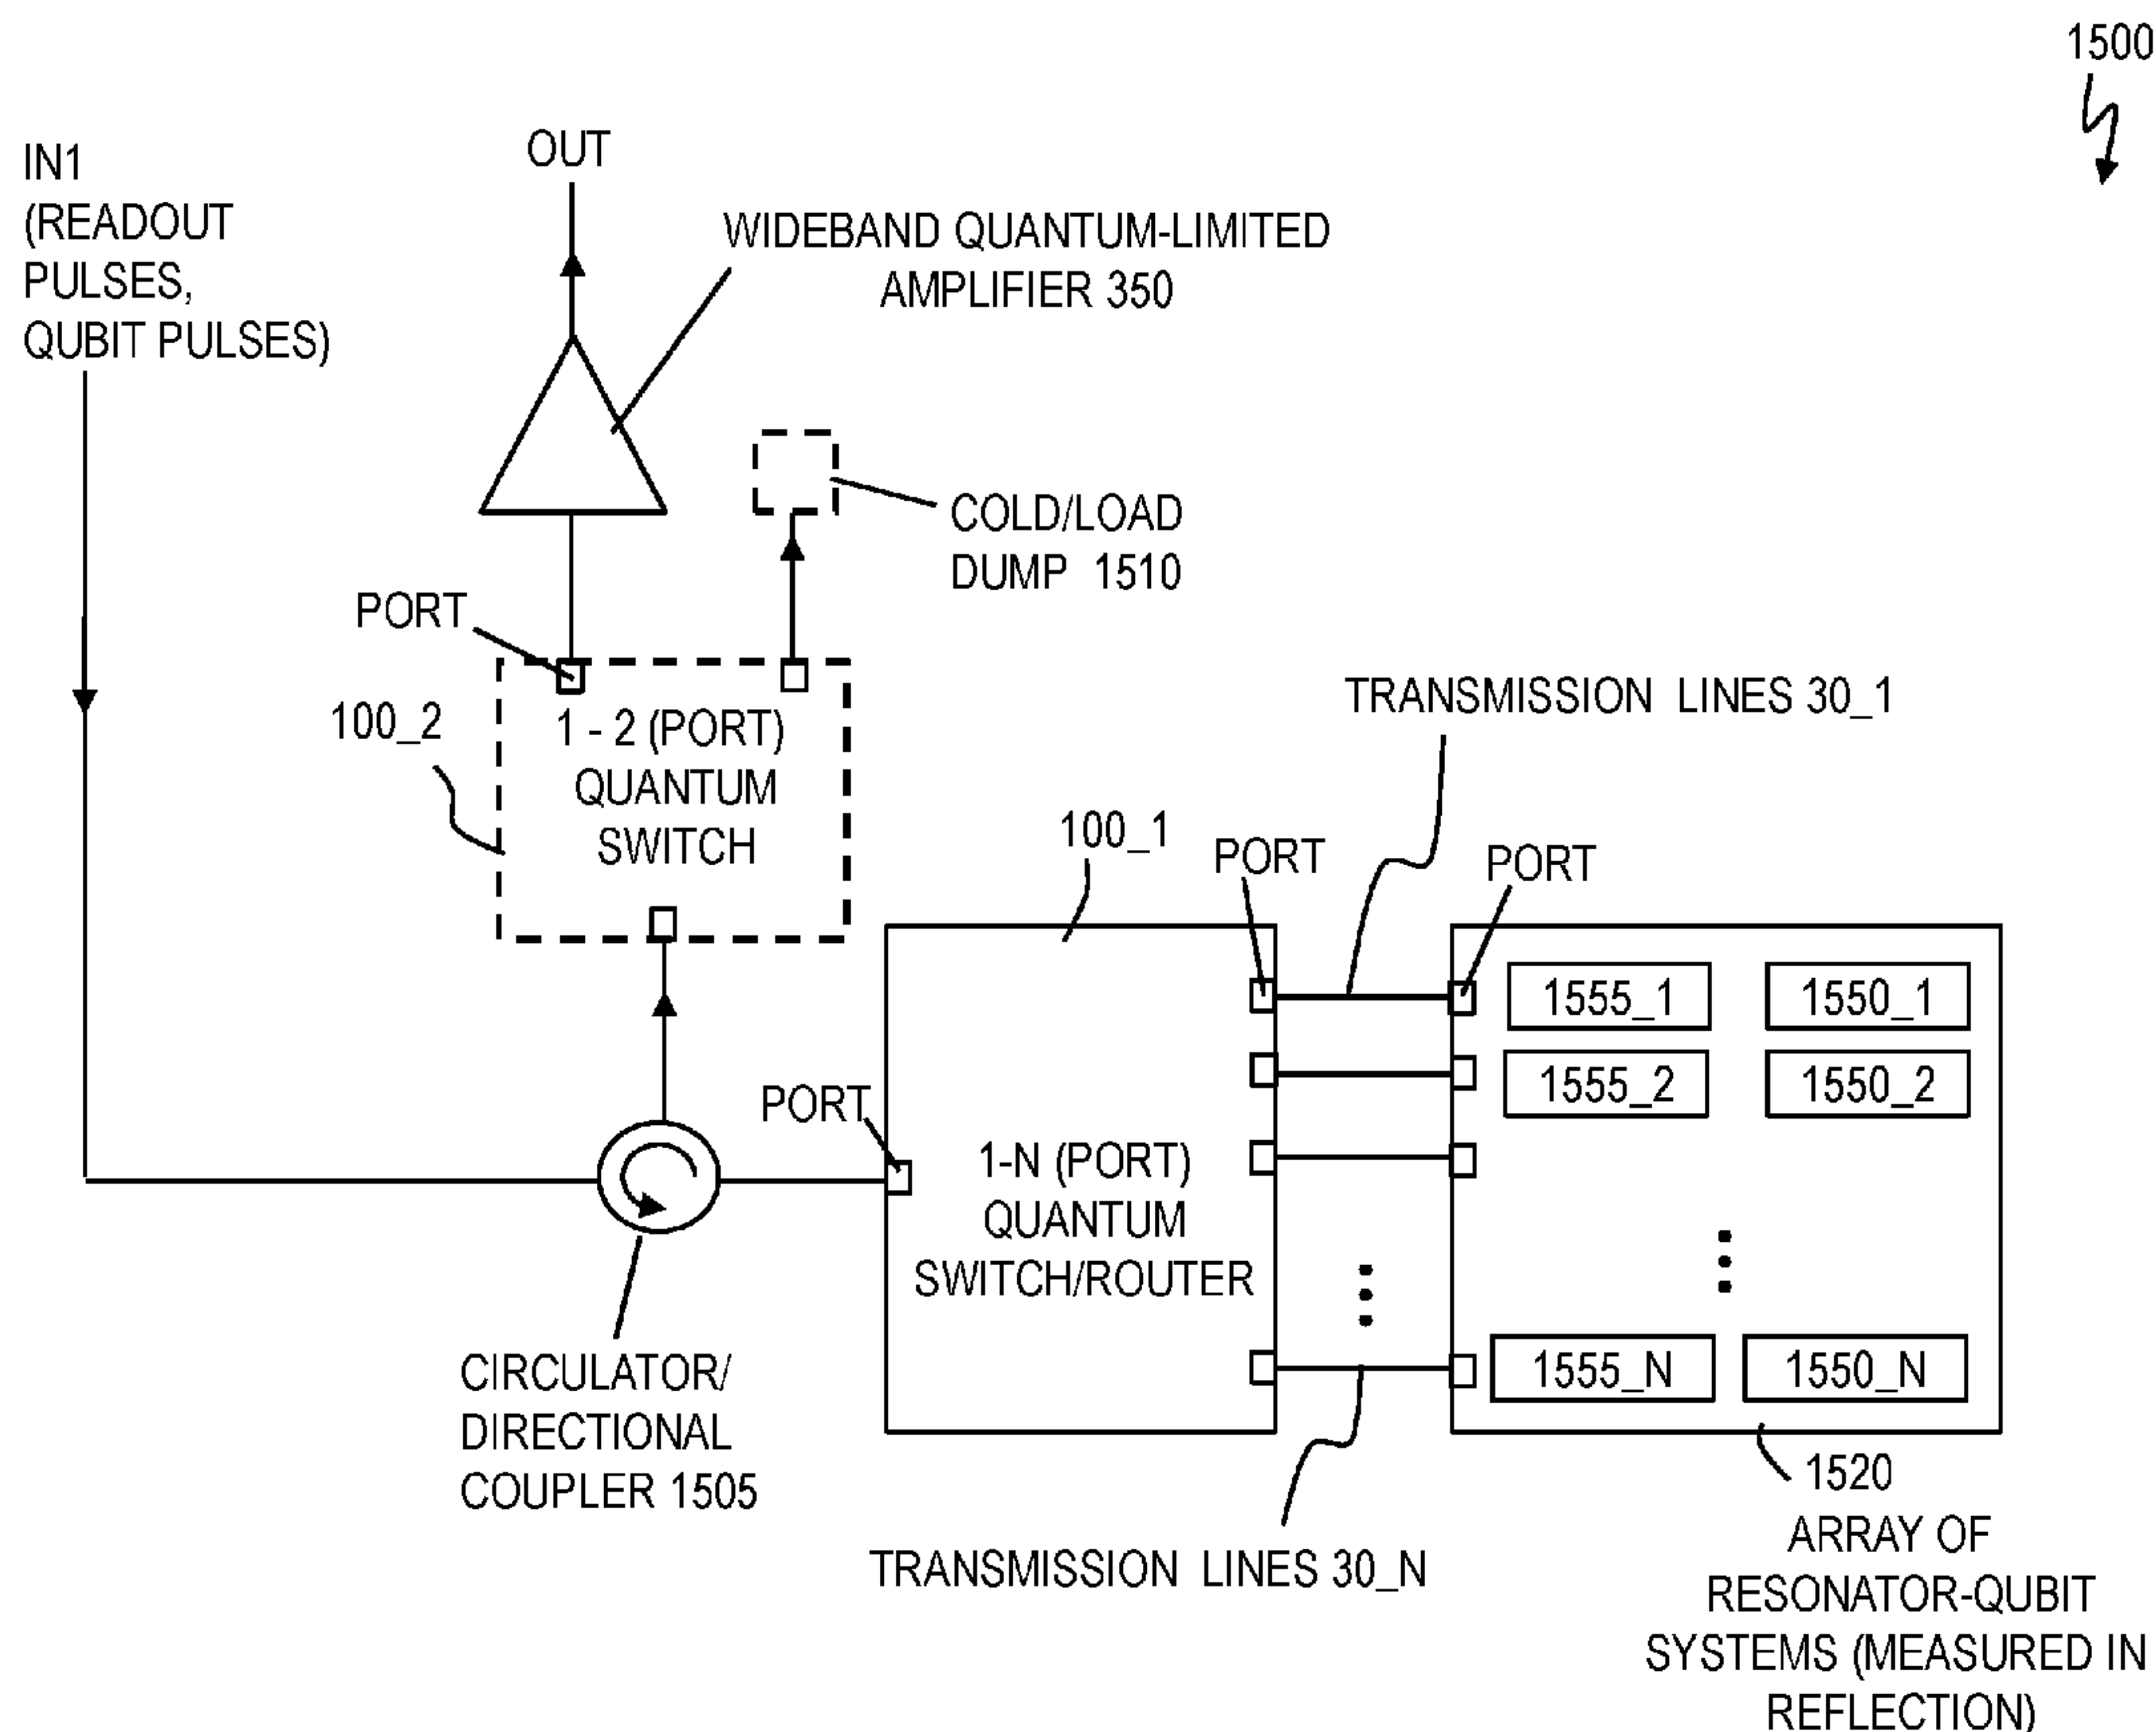 1500
IN1
(READOUT
PULSES,
QUBIT PULSES)
OUT
WIDEBAND QUANTUM-LIMITED
AMPLIFIER 350
COLD/LOAD
DUMP 1510
PORT
100_2
1 - 2 (PORT)
QUANTUM
SWITCH
TRANSMISSION LINES 30_1
100_1
PORT
PORT
PORT
1-N (PORT)
QUANTUM
SWITCH/ROUTER
1555_1
1550_1
1555_2
1550_2
1555_N
1550_N
CIRCULATOR/
DIRECTIONAL
COUPLER 1505
TRANSMISSION LINES 30_N
1520
ARRAY OF
RESONATOR-QUBIT
SYSTEMS (MEASURED IN
REFLECTION)